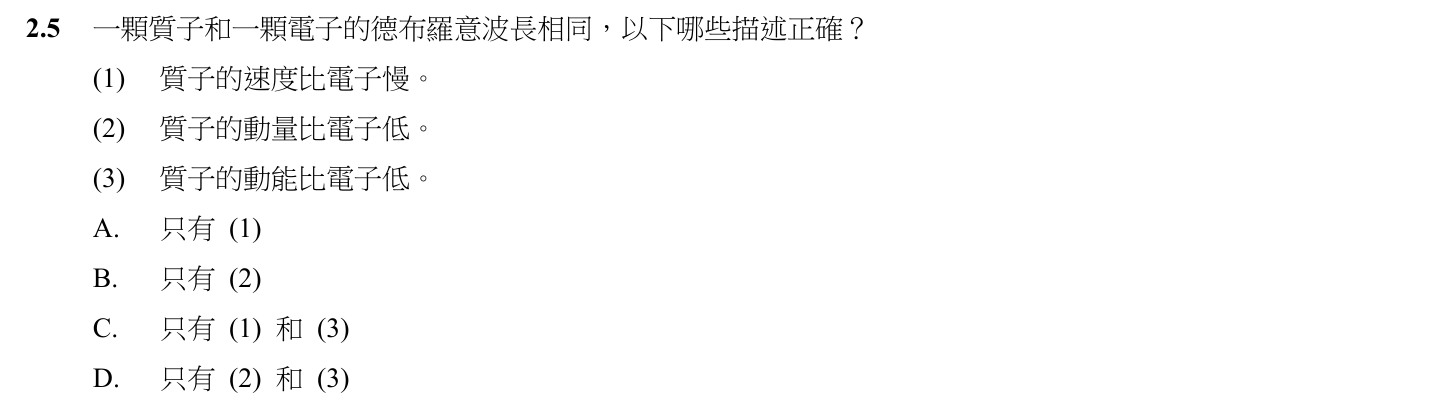 2.5 一顆質子和一顆電子的德布羅意波長相同，以下哪些描述正確？
(1) 質子的速度比電子慢。
(2) 質子的動量比電子低。
(3) 質子的動能比電子低。
A. 只有 (1)
B. 只有 (2)
C. 只有 (1) 和 (3)
D. 只有 (2) 和 (3)